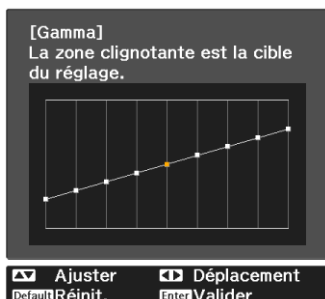 [Gamma]
La zone clignotante est la cible
du réglage.
Ajuster Déplacement
Default Réinit. Enter Valider